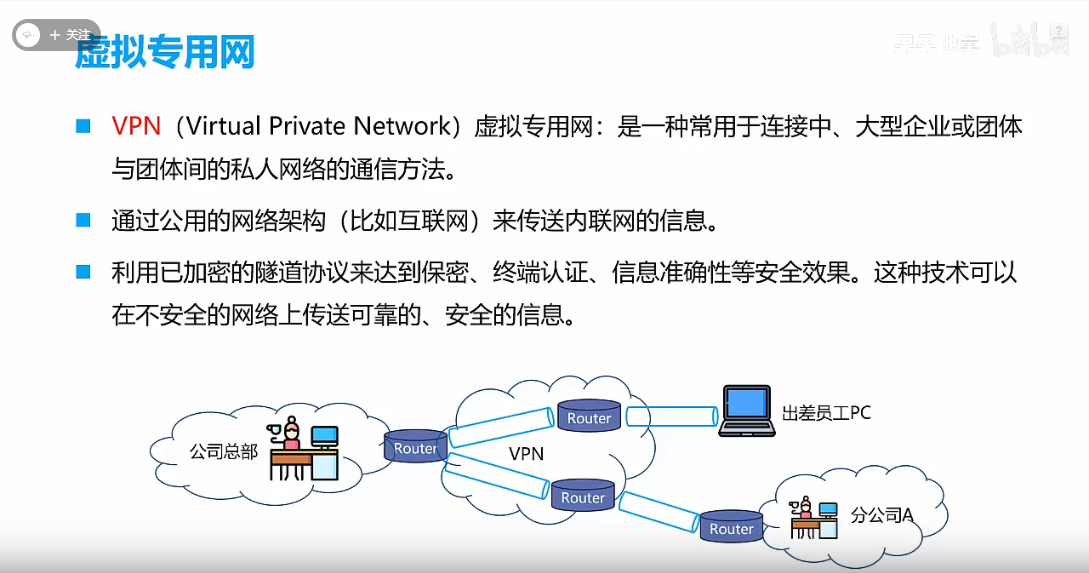 + 关注
虚拟专用网
果果课堂 bilibili
VPN（Virtual Private Network）虚拟专用网：是一种常用于连接中、大型企业或团体
与团体间的私人网络的通信方法。
通过公用的网络架构（比如互联网）来传送内联网的信息。
利用已加密的隧道协议来达到保密、终端认证、信息准确性等安全效果。这种技术可以
在不安全的网络上传送可靠的、安全的信息。
Router
出差员工PC
公司总部
Router
VPN
Router
Router
分公司A